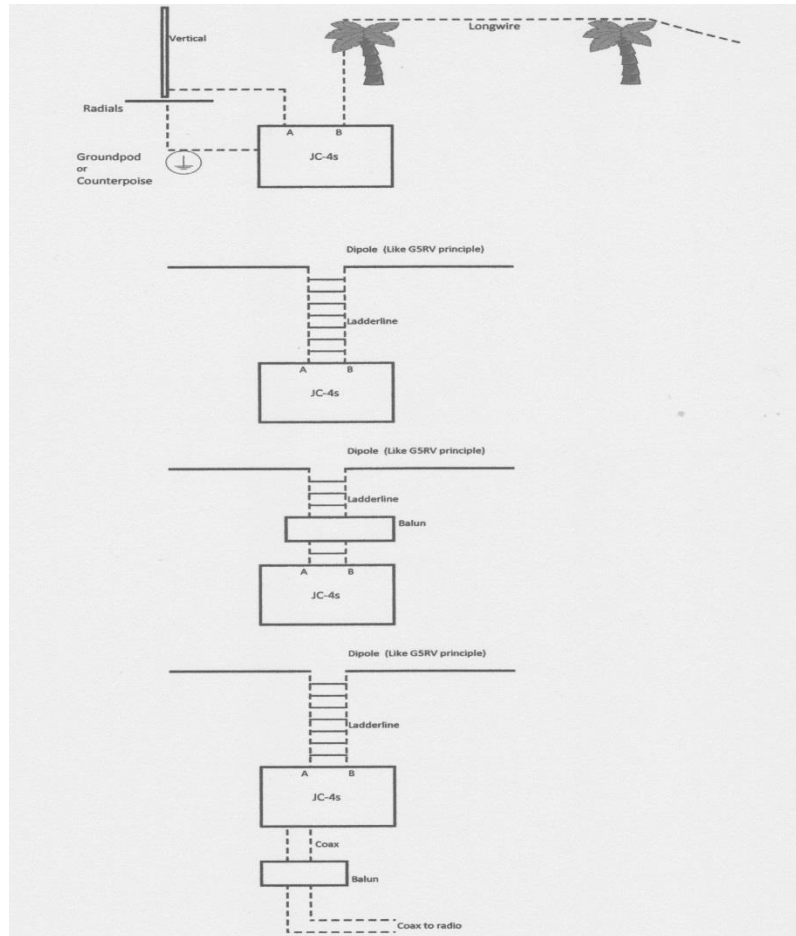 Vertical
Longwire
Radials
A B
JC-4s
Groundpod
or
Counterpoise
Dipole (Like G5RV principle)
Ladderline
A B
JC-4s
Dipole (Like G5RV principle)
Ladderline
Balun
A B
JC-4s
Dipole (Like G5RV principle)
Ladderline
A B
JC-4s
Coax
Balun
Coax to radio